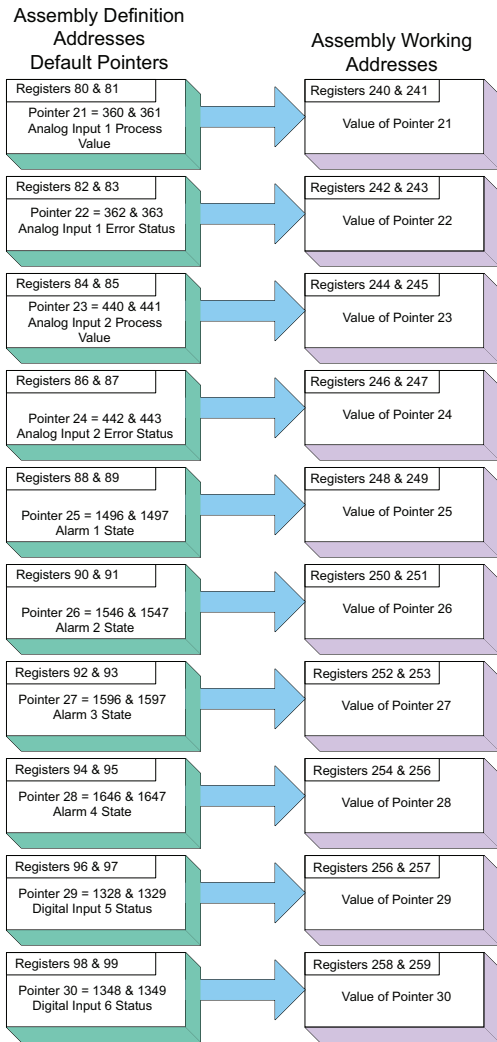 Assembly Definition
Addresses
Default Pointers
Assembly Working
Addresses
Registers 80 & 81
Pointer 21 = 360 & 361
Analog Input 1 Process
Value
Registers 240 & 241
Value of Pointer 21
Registers 82 & 83
Pointer 22 = 362 & 363
Analog Input 1 Error Status
Registers 242 & 243
Value of Pointer 22
Registers 84 & 85
Pointer 23 = 440 & 441
Analog Input 2 Process
Value
Registers 244 & 245
Value of Pointer 23
Registers 86 & 87
Pointer 24 = 442 & 443
Analog Input 2 Error Status
Registers 246 & 247
Value of Pointer 24
Registers 88 & 89
Pointer 25 = 1496 & 1497
Alarm 1 State
Registers 248 & 249
Value of Pointer 25
Registers 90 & 91
Pointer 26 = 1546 & 1547
Alarm 2 State
Registers 250 & 251
Value of Pointer 26
Registers 92 & 93
Pointer 27 = 1596 & 1597
Alarm 3 State
Registers 252 & 253
Value of Pointer 27
Registers 94 & 95
Pointer 28 = 1646 & 1647
Alarm 4 State
Registers 254 & 256
Value of Pointer 28
Registers 96 & 97
Pointer 29 = 1328 & 1329
Digital Input 5 Status
Registers 256 & 257
Value of Pointer 29
Registers 98 & 99
Pointer 30 = 1348 & 1349
Digital Input 6 Status
Registers 258 & 259
Value of Pointer 30